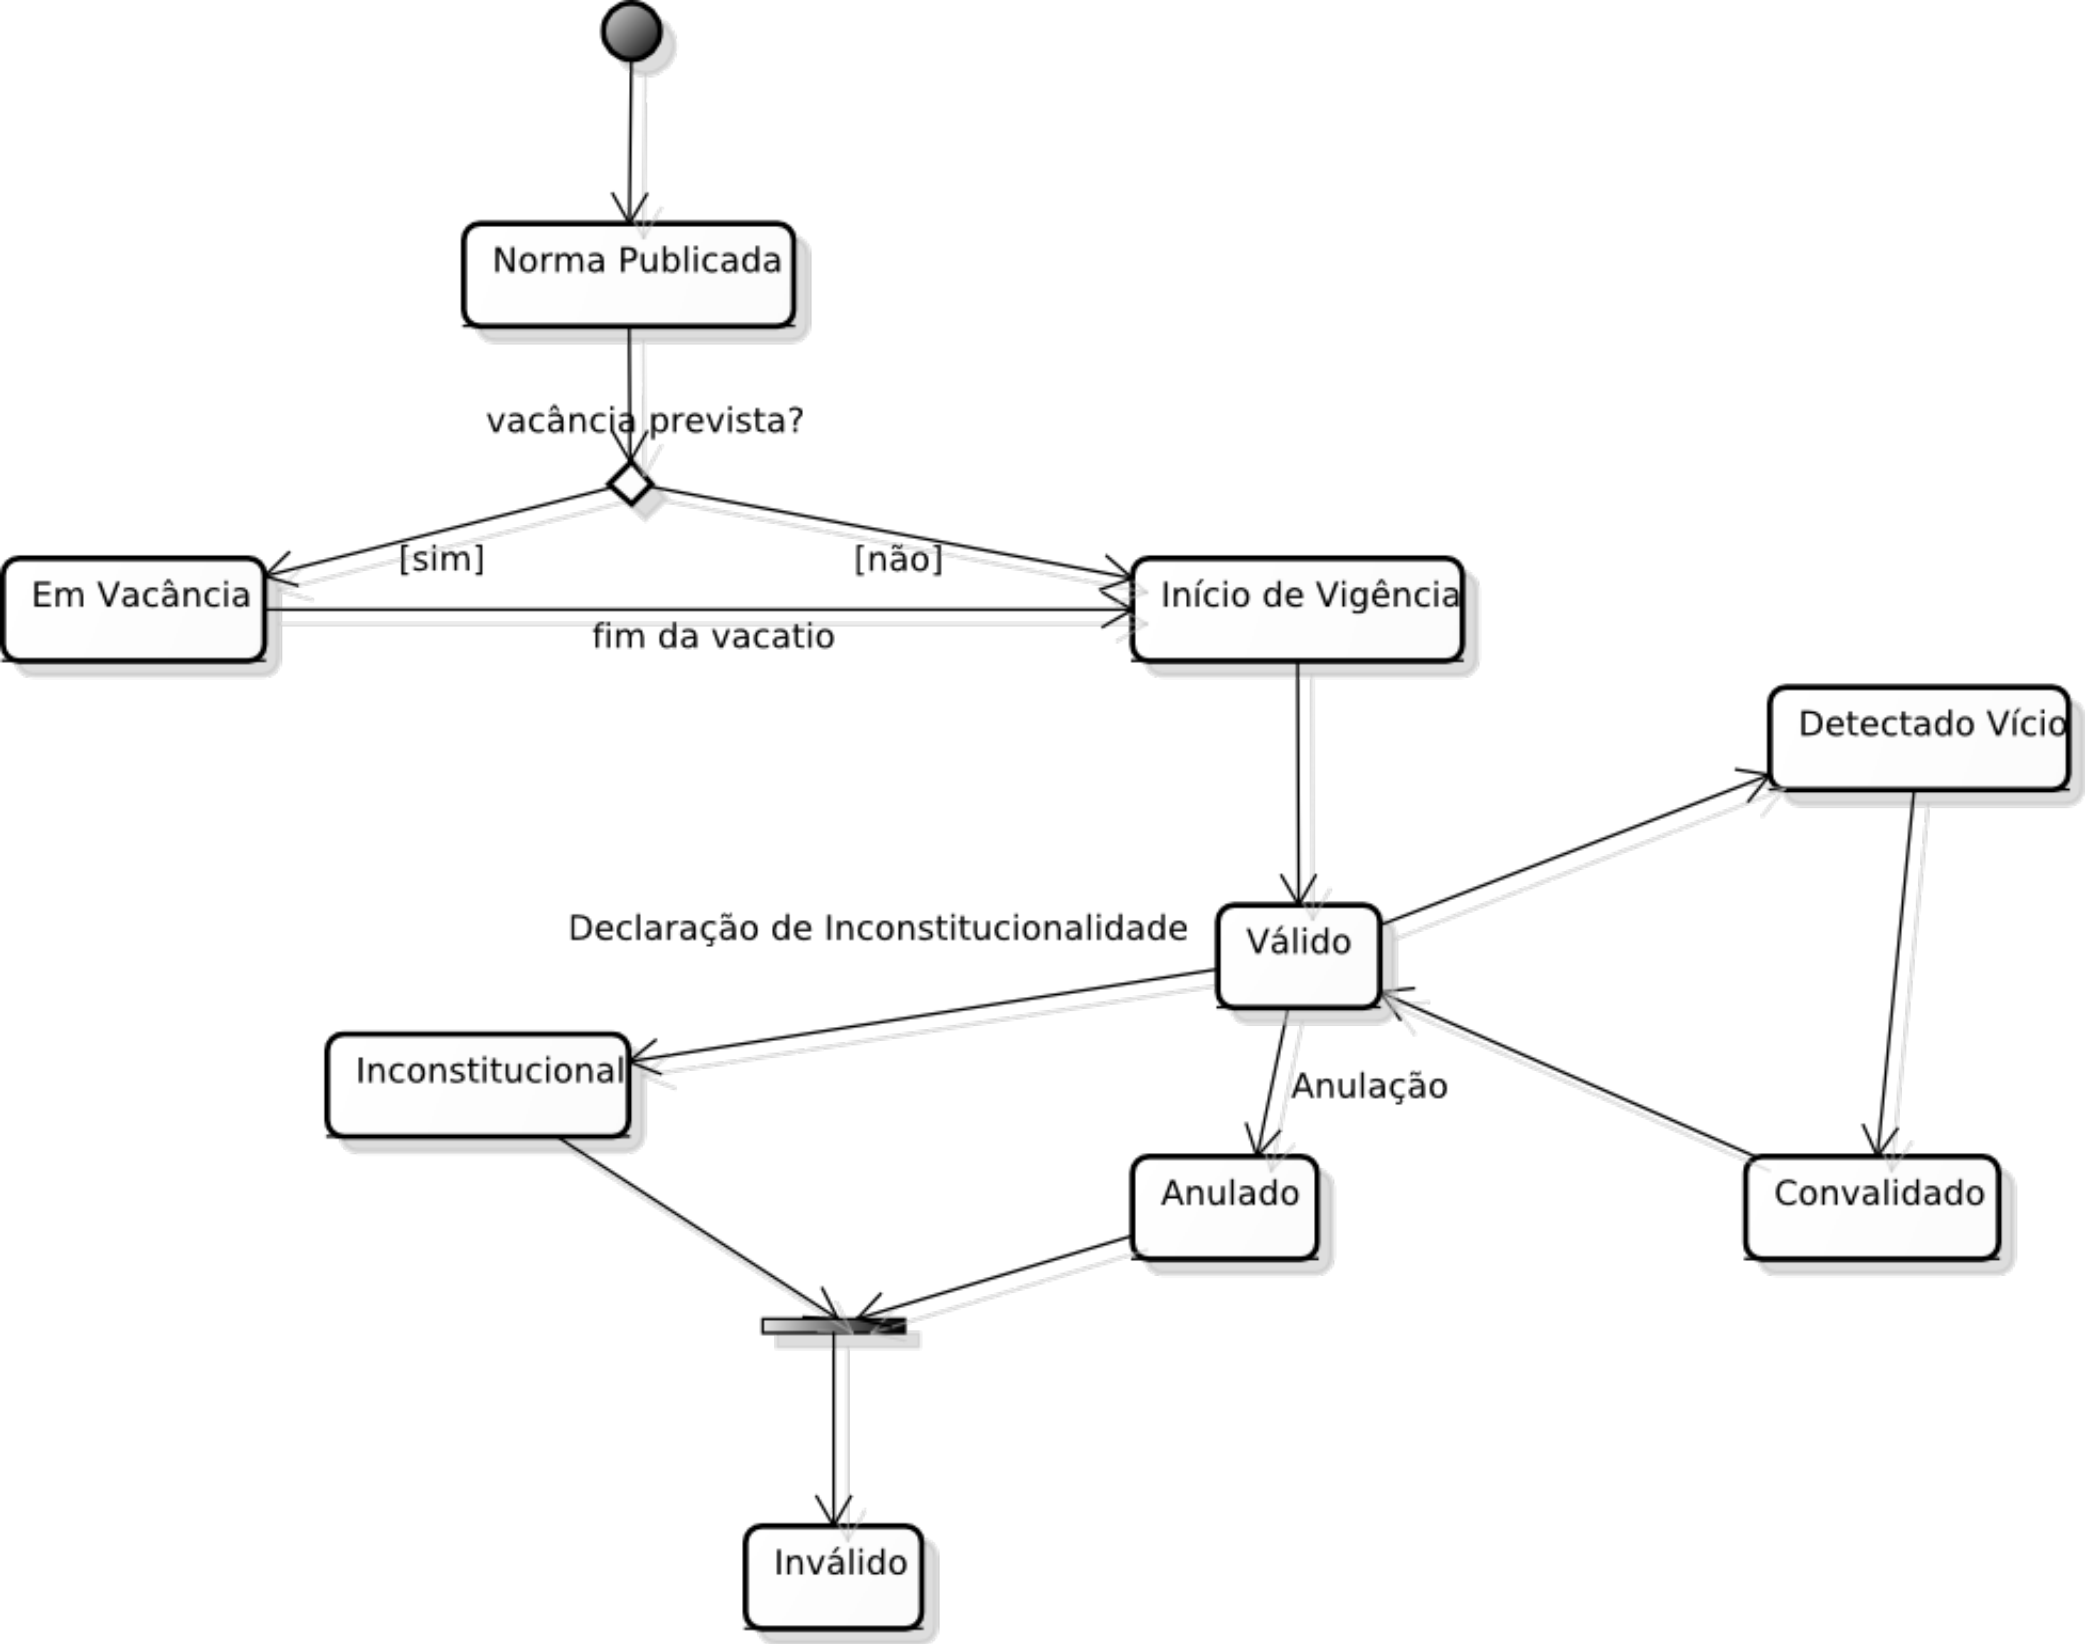 Norma Publicada
vacância prevista?
[sim]
[não]
Em Vacância
Início de Vigência
fim da vacatio
Detectado Vício
Declaração de Inconstitucionalidade
Válido
Inconstitucional
Anulação
Anulado
Convalidado
Inválido